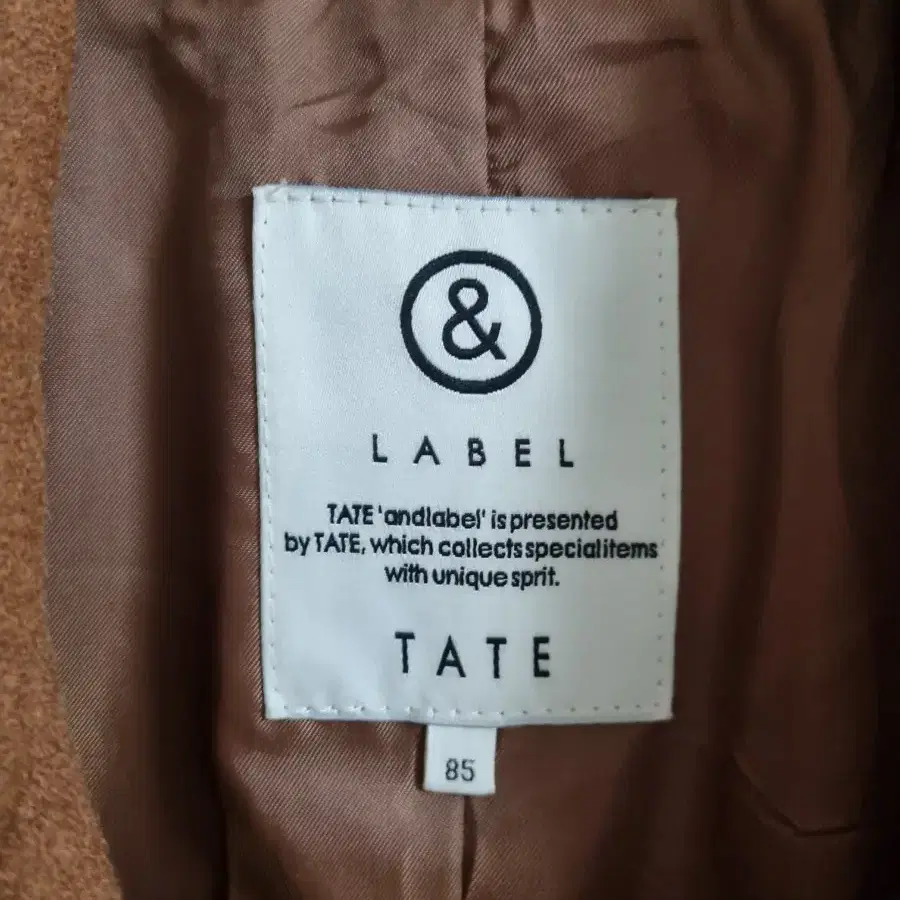 &
LABEL
TATE 'andlabel' is presented
by TATE, which collects special items
with unique sprit.
TATE
85